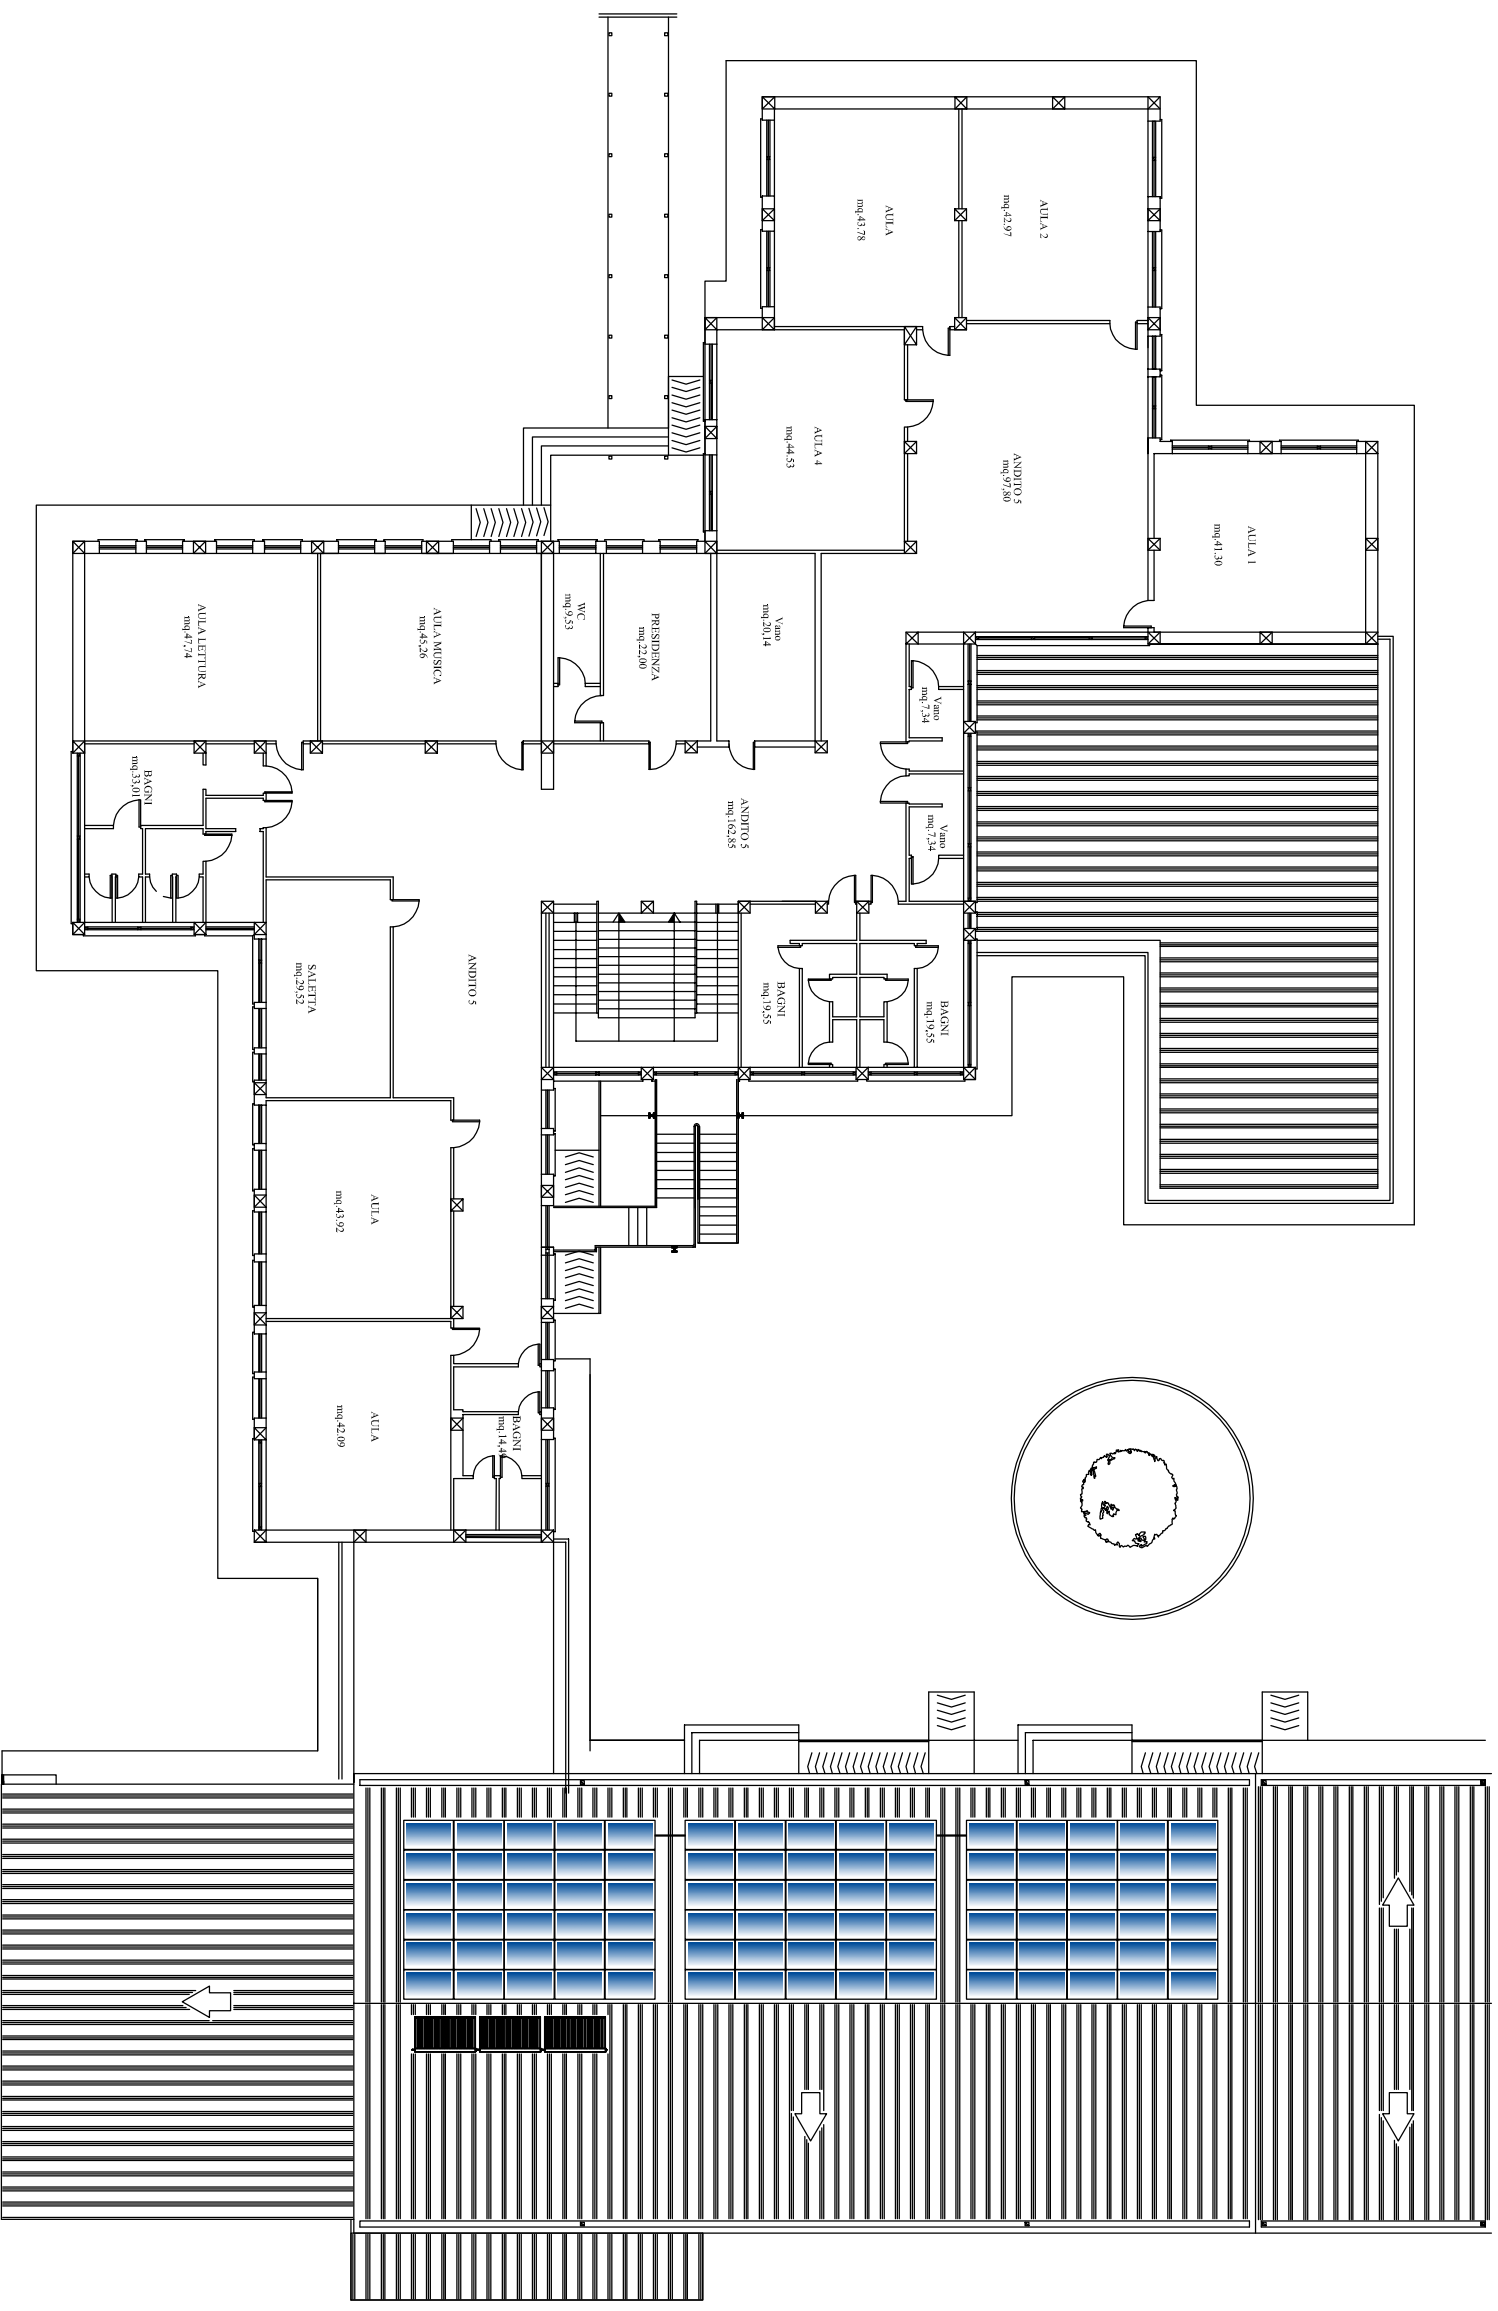 AULA 2
mq.42.97
AULA
mq.43.78
AULA 1
mq.41.30
ANDITO 5
mq.97,80
AULA 4
mq.44.53
Vano
mq.7,34
Vano
mq.20,14
PRESIDENZA
mq.22,00
WC
mq.9,53
AULA MUSICA
mq.45,26
AULA LETTURA
mq.47,74
Vano
mq.7,34
ANDITO 5
mq.162,85
BAGNI
mq.33,01
BAGNI
mq.19,55
BAGNI
mq.19,55
ANDITO 5
SALETTA
mq.29,52
AULA
mq.43.92
BAGNI
AULA
mq.42.09